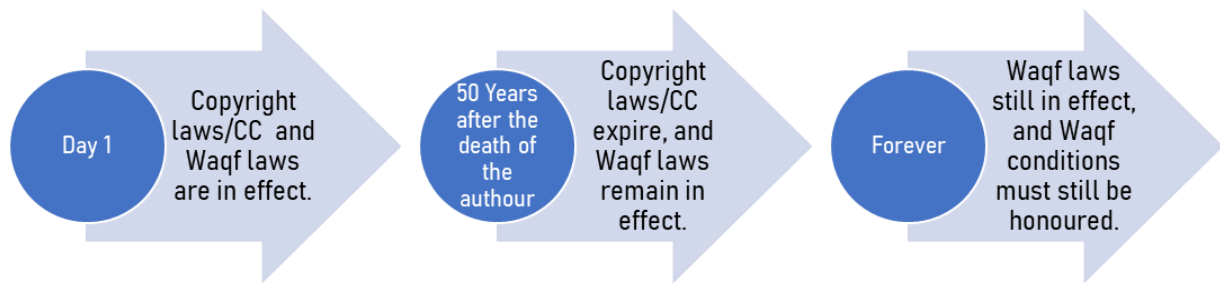 Day 1
Copyright
laws/CC and
Waqf laws
are in effect.
50 Years
after the
death of
the
authour
Copyright
laws/CC
expire, and
Waqf laws
remain in
effect.
Forever
Waqf laws
still in effect,
and Waqf
conditions
must still be
honoured.